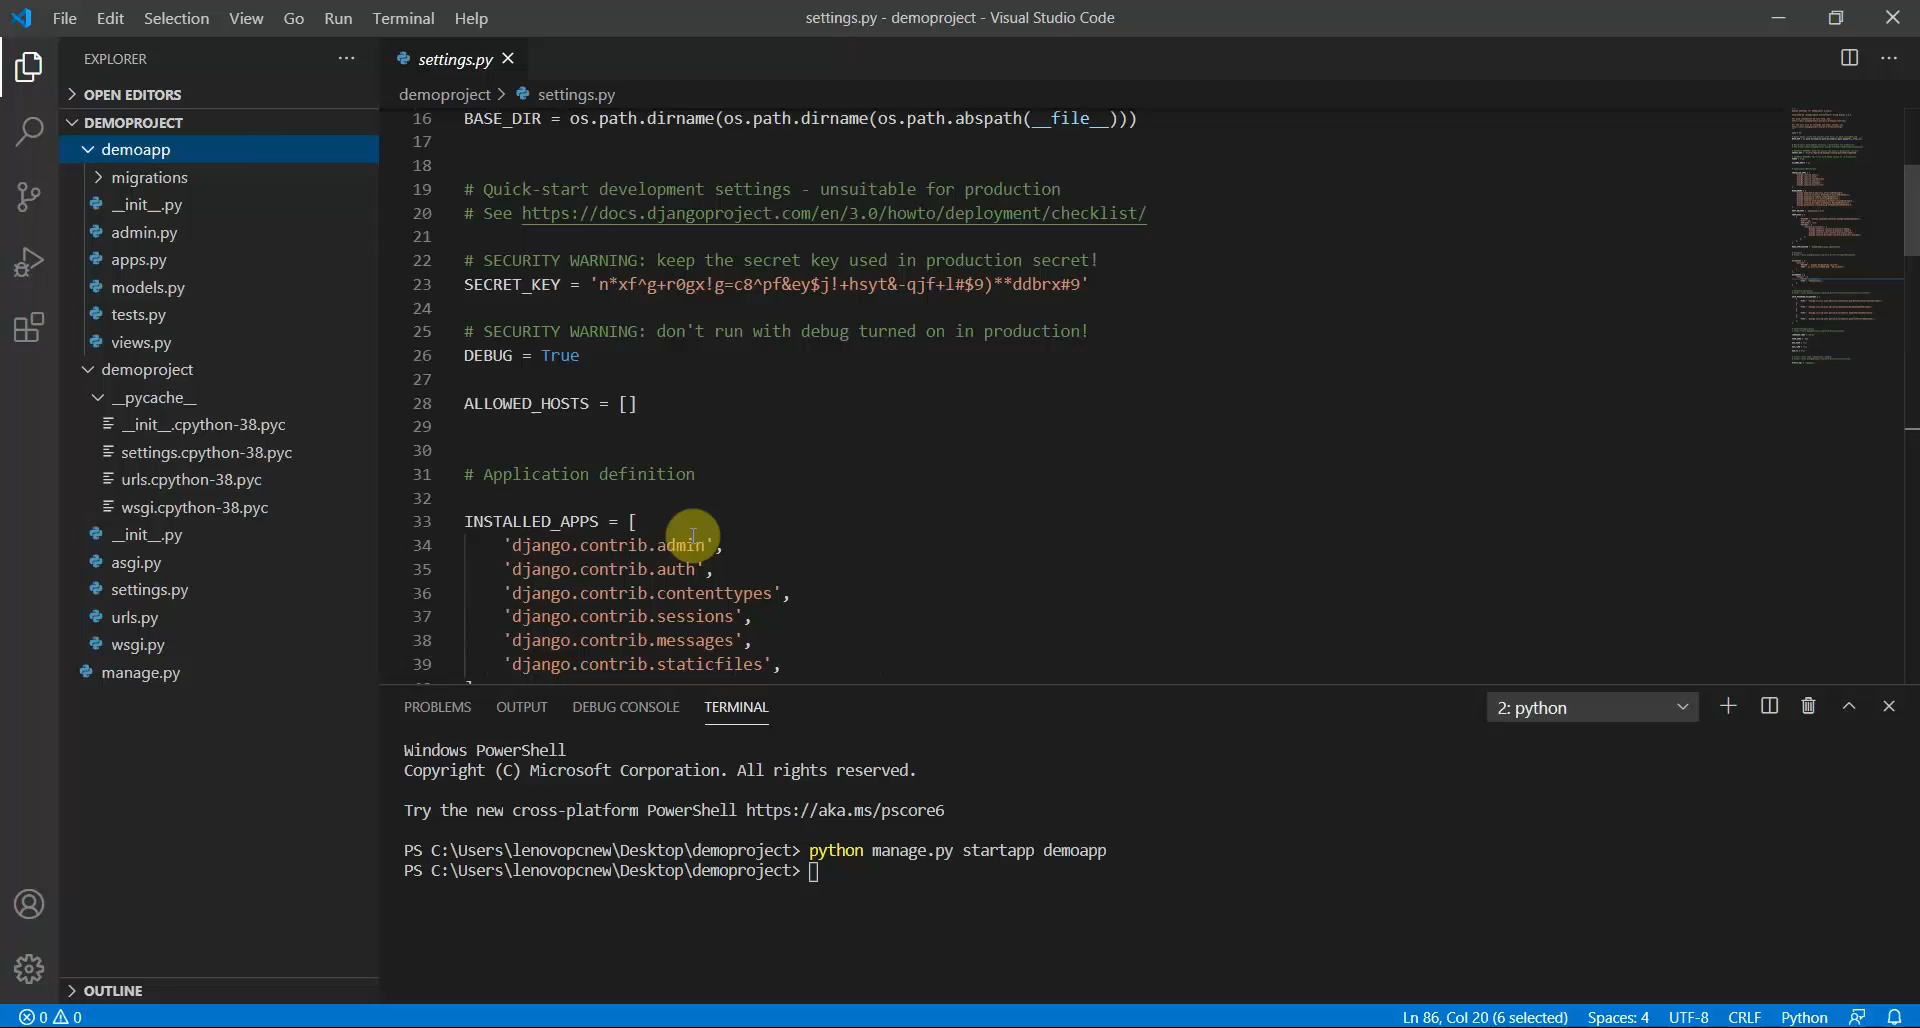 File Edit Selection View Go Run Terminal Help
settings.py - demoproject - Visual Studio Code
EXPLORER
OPEN EDITORS
DEMOPROJECT
demoapp
migrations
__init__.py
admin.py
apps.py
models.py
tests.py
views.py
demoproject
__pycache__
__init__.cpython-38.pyc
settings.cpython-38.pyc
urls.cpython-38.pyc
wsgi.cpython-38.pyc
__init__.py
asgi.py
settings.py
urls.py
wsgi.py
manage.py
OUTLINE
settings.py
demoproject > settings.py
16 BASE_DIR = os.path.dirname(os.path.dirname(os.path.abspath(__file__)))
17
18
19 # Quick-start development settings - unsuitable for production
20 # See https://docs.djangoproject.com/en/3.0/howto/deployment/checklist/
21
22 # SECURITY WARNING: keep the secret key used in production secret!
23 SECRET_KEY = 'n*xf^g+r0gx!g=c8^pf&ey$j!+hsyt&-qjf+l#$9)**ddbrx#9'
24
25 # SECURITY WARNING: don't run with debug turned on in production!
26 DEBUG = True
27
28 ALLOWED_HOSTS = []
29
30
31 # Application definition
32
33 INSTALLED_APPS = [
34 'django.contrib.admin',
35 'django.contrib.auth',
36 'django.contrib.contenttypes',
37 'django.contrib.sessions',
38 'django.contrib.messages',
39 'django.contrib.staticfiles',
PROBLEMS OUTPUT DEBUG CONSOLE TERMINAL
2: python
Windows PowerShell
Copyright (C) Microsoft Corporation. All rights reserved.
Try the new cross-platform PowerShell https://aka.ms/pscore6
PS C:\Users\lenovopcnew\Desktop\demoproject> python manage.py startapp demoapp
PS C:\Users\lenovopcnew\Desktop\demoproject>
0 0
Ln 86, Col 20 (6 selected) Spaces: 4 UTF-8 CRLF Python